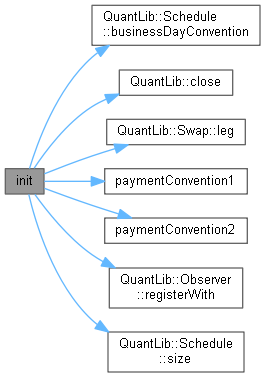 QuantLib::Schedule
::businessDayConvention
QuantLib::close
QuantLib::Swap::leg
init
paymentConvention1
paymentConvention2
QuantLib::Observer
::registerWith
QuantLib::Schedule
::size